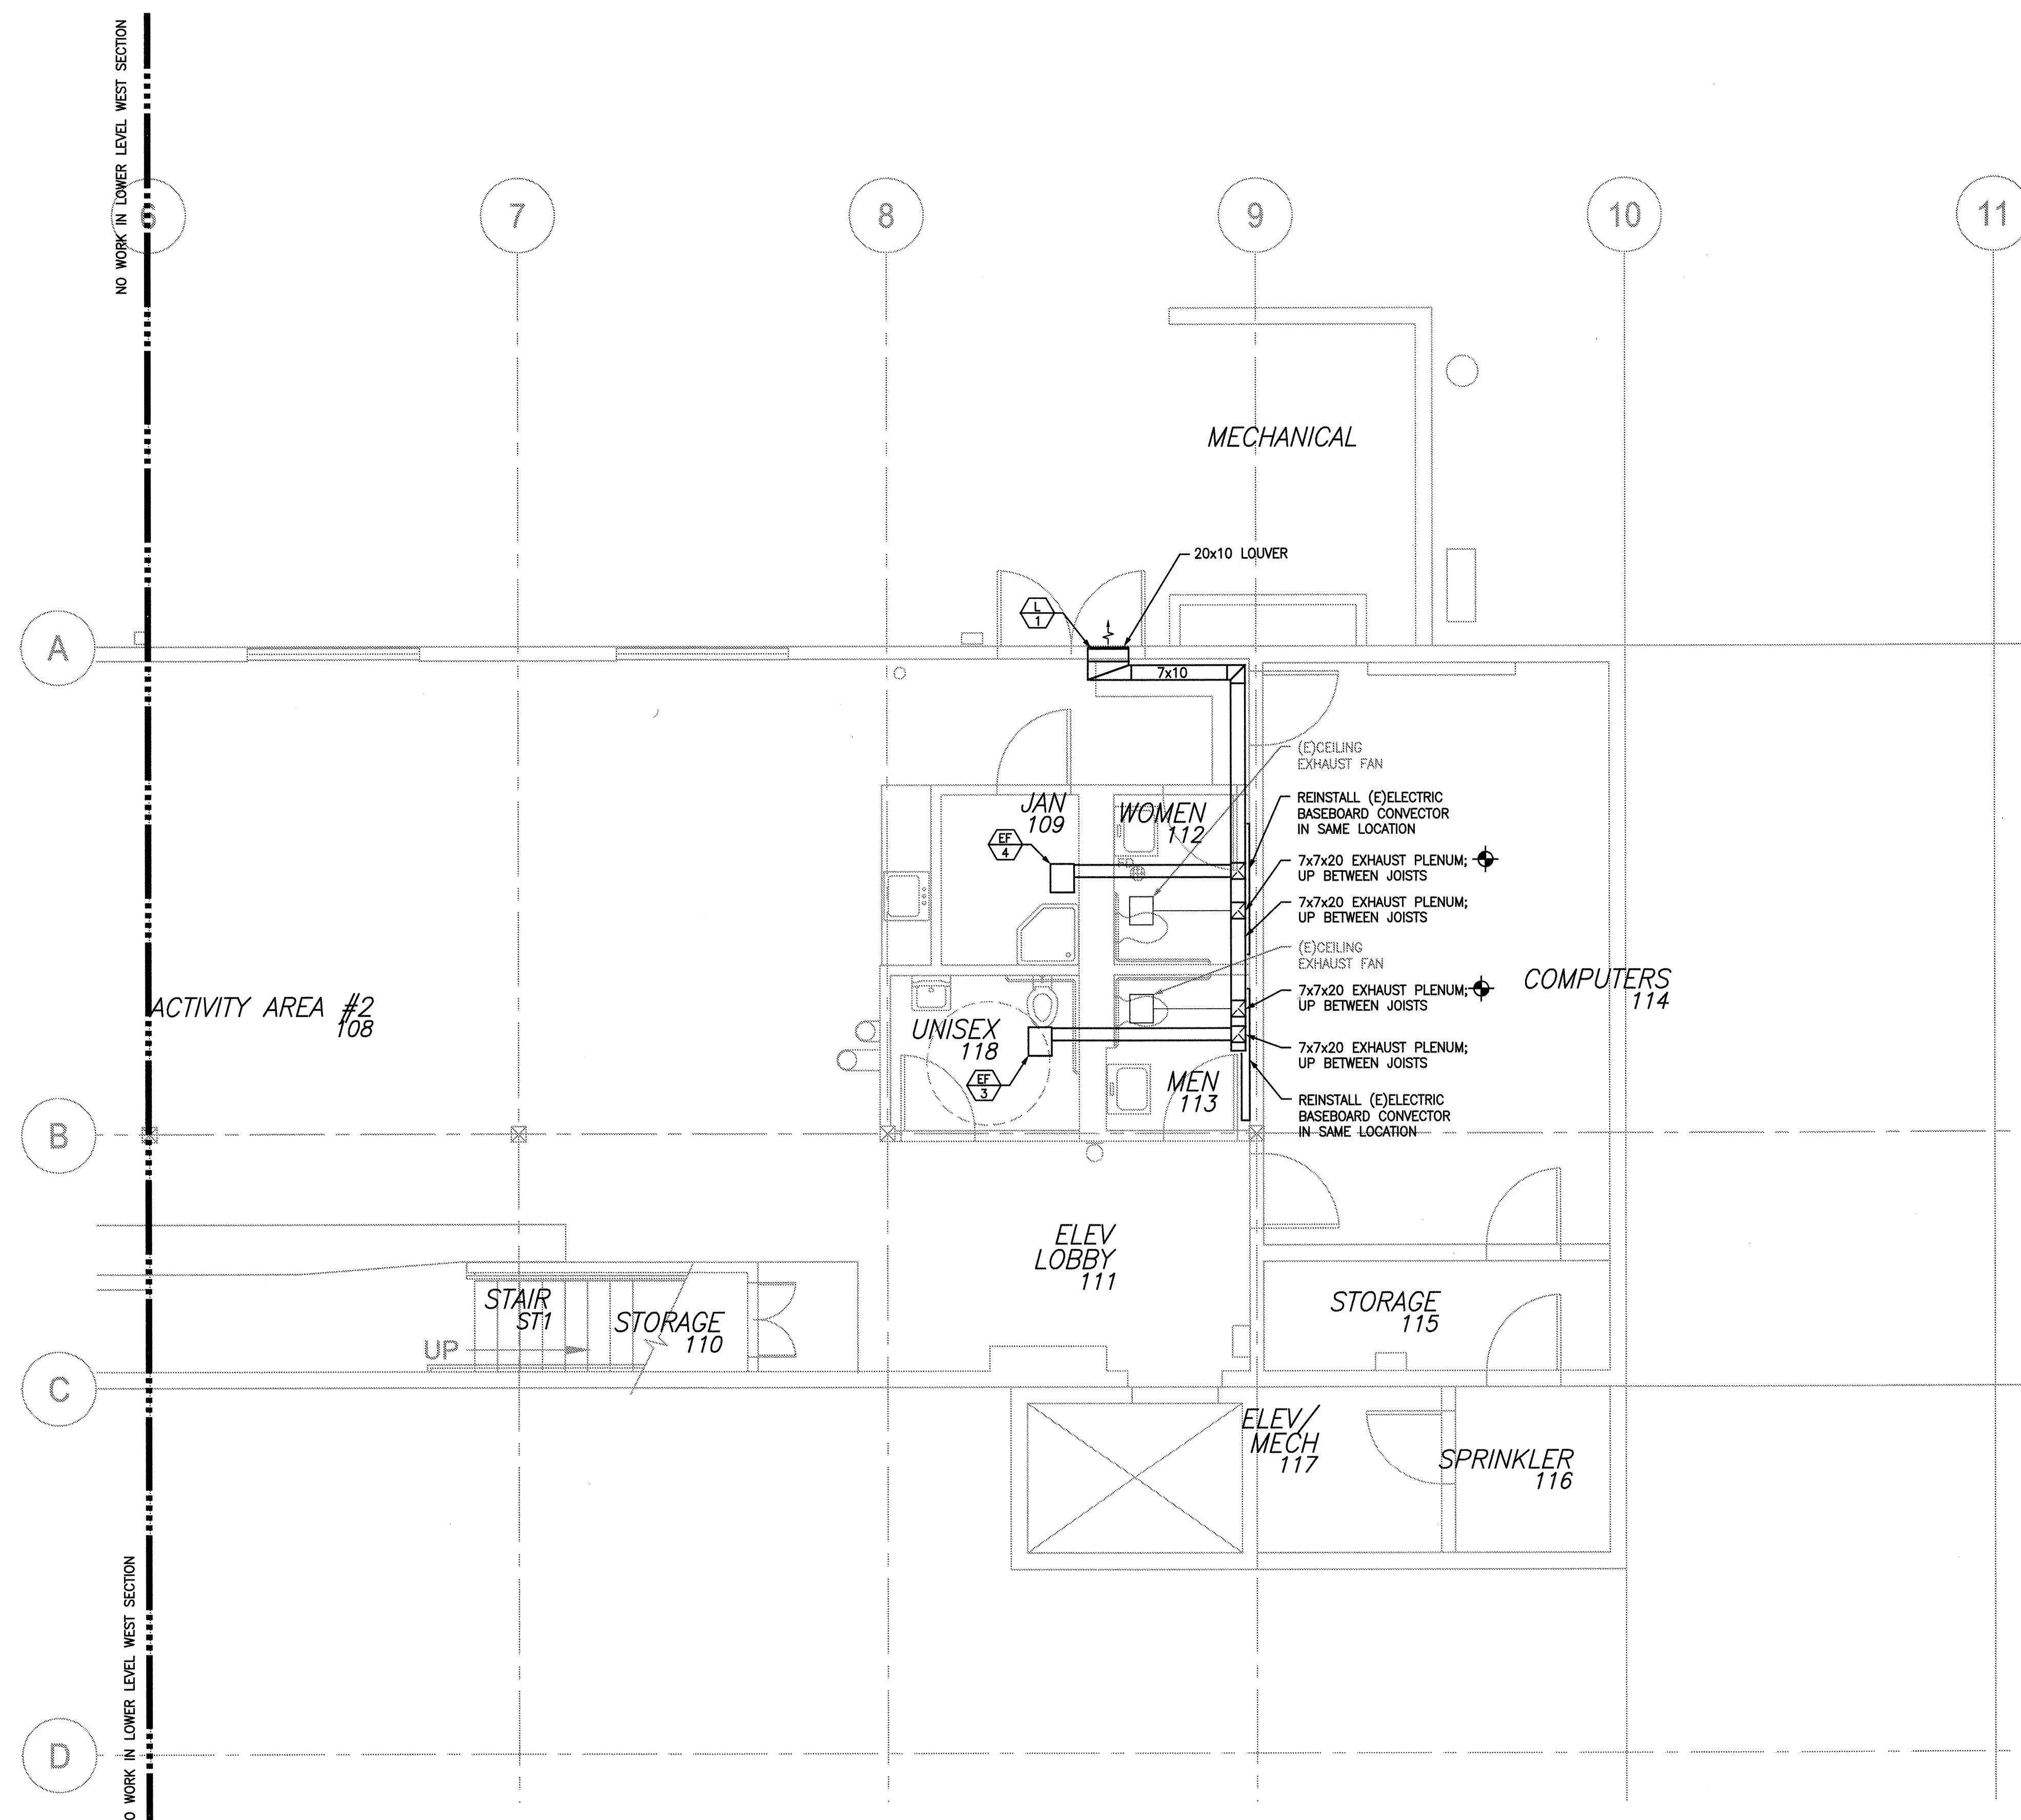 NO WORK IN LOWER LEVEL WEST SECTION
6
7
8
9
10
11
MECHANICAL
20x10 LOUVER
L
1
A
7x10
(E)CEILING
EXHAUST FAN
REINSTALL (E)ELECTRIC
BASEBOARD CONVECTOR
IN SAME LOCATION
JAN
109
WOMEN
112
EF
4
FD
7x7x20 EXHAUST PLENUM;
UP BETWEEN JOISTS
7x7x20 EXHAUST PLENUM;
UP BETWEEN JOISTS
(E)CEILING
EXHAUST FAN
COMPUTERS
114
7x7x20 EXHAUST PLENUM;
UP BETWEEN JOISTS
ACTIVITY AREA #2
108
UNISEX
118
7x7x20 EXHAUST PLENUM;
UP BETWEEN JOISTS
EF
3
MEN
113
REINSTALL (E)ELECTRIC
BASEBOARD CONVECTOR
IN SAME LOCATION
B
ELEV
LOBBY
111
STAIR
ST1
STORAGE
110
UP
STORAGE
115
C
ELEV/
MECH
117
SPRINKLER
116
O WORK IN LOWER LEVEL WEST SECTION
D